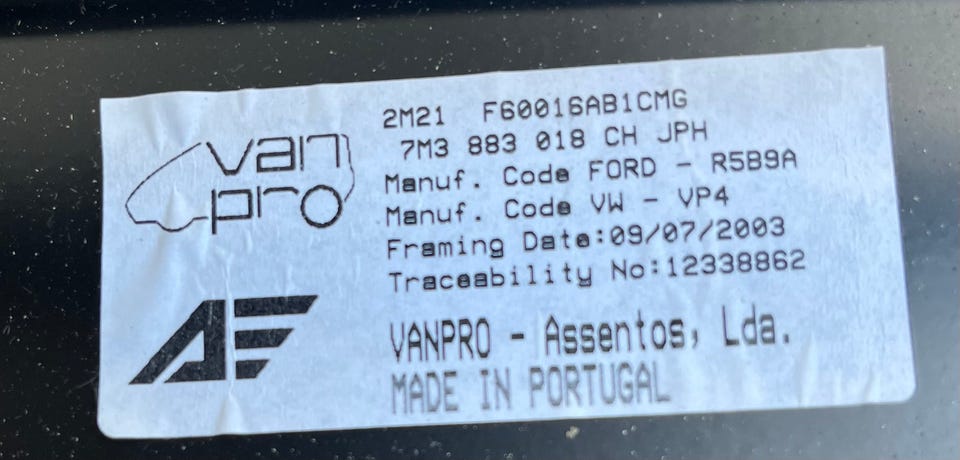 van
pro
2M21 F60016AB1CMG
7M3 883 018 CH JPH
Manuf. Code FORD - R5B9A
Manuf. Code VW - VP4
Framing Date:09/07/2003
Traceability No:12338862
AE
VANPRO - Assentos, Lda.
MADE IN PORTUGAL